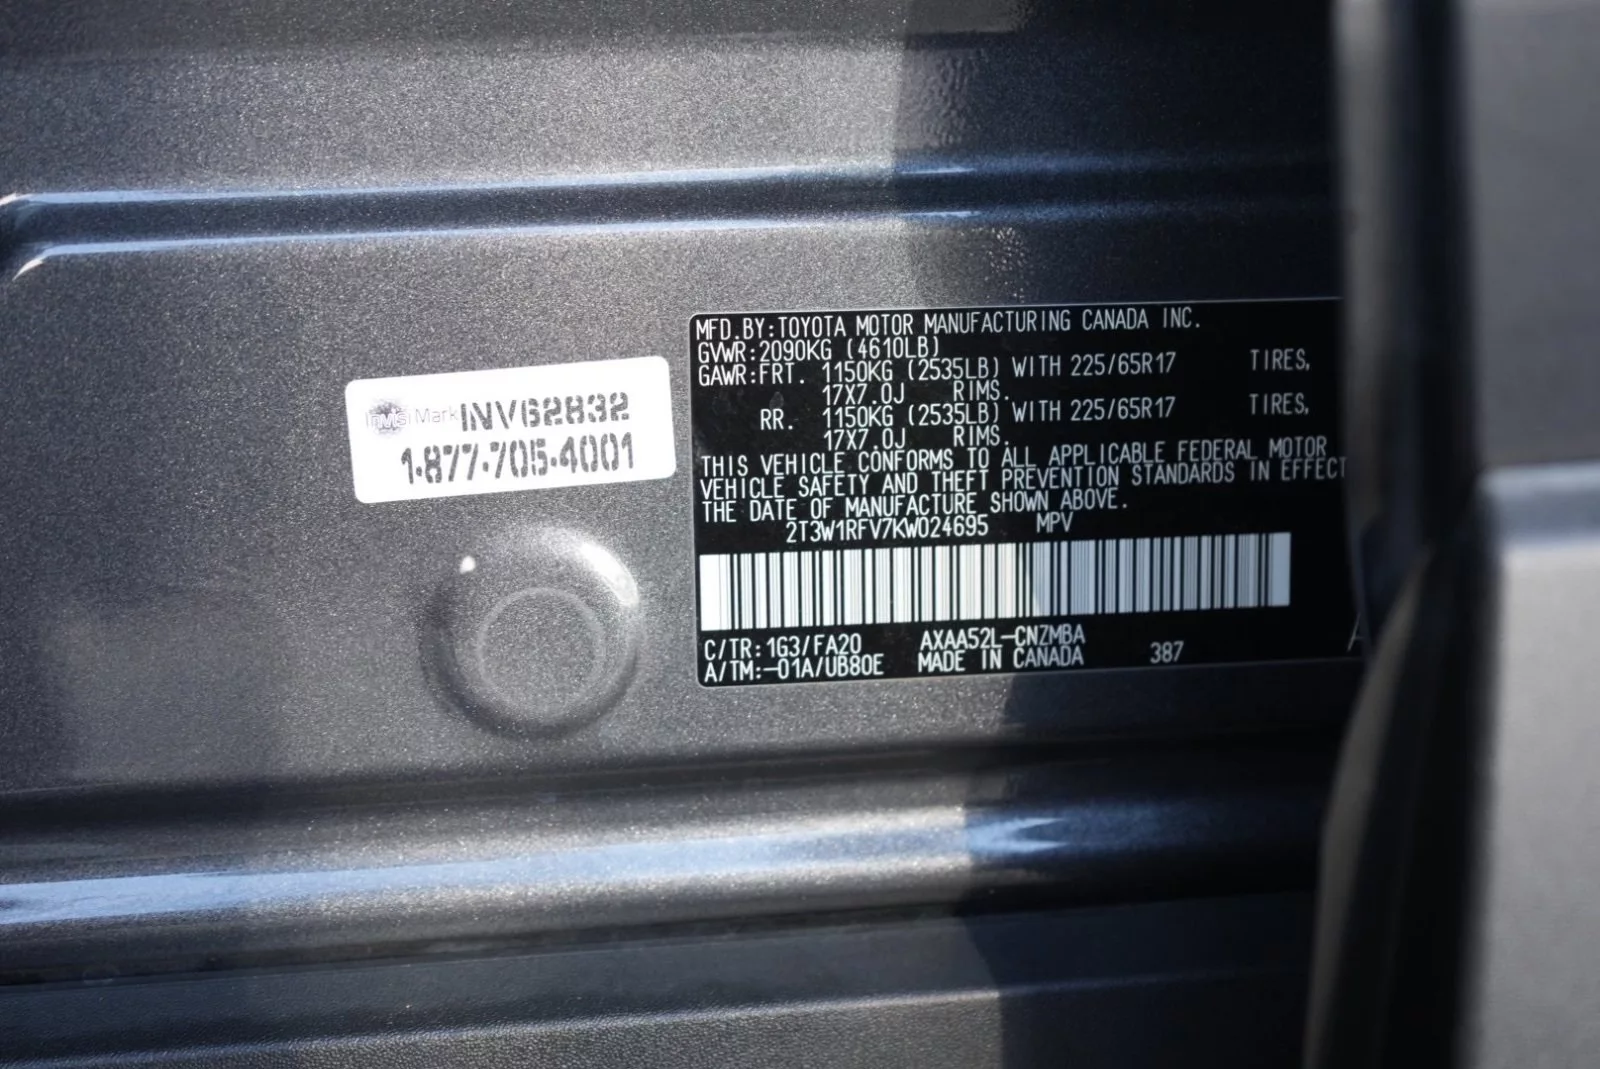 InVisiMark INV62832
1-877-705-4001
MFD.BY:TOYOTA MOTOR MANUFACTURING CANADA INC.
GVWR:2090KG (4610LB)
GAWR:FRT. 1150KG (2535LB) WITH 225/65R17 TIRES,
17X7.0J RIMS.
RR. 1150KG (2535LB) WITH 225/65R17 TIRES,
17X7.0J RIMS.
THIS VEHICLE CONFORMS TO ALL APPLICABLE FEDERAL MOTOR
VEHICLE SAFETY AND THEFT PREVENTION STANDARDS IN EFFECT
THE DATE OF MANUFACTURE SHOWN ABOVE.
2T3W1RFV7KW024695 MPV
C/TR:1G3/FA20 AXAA52L-CNZMBA
A/TM:-01A/UB80E MADE IN CANADA 387